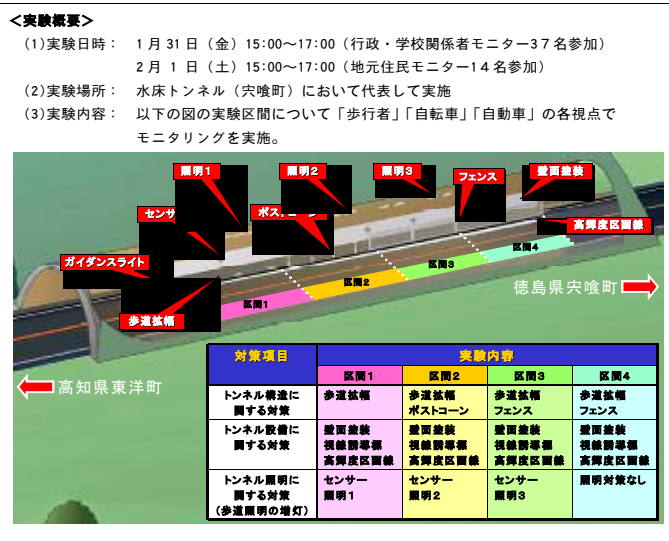 ＜実験概要＞
(1)実験日時： 1月31日（金）15:00～17:00（行政・学校関係者モニター37名参加）
2月 1 日（土）15:00～17:00（地元住民モニター14名参加）
(2)実験場所： 水床トンネル（宍喰町）において代表して実施
(3)実験内容： 以下の図の実験区間について「歩行者」「自転車」「自動車」の各視点で
モニタリングを実施。
照明1
照明2
照明3
フェンス
壁面塗装
センサ
ポストコーン
高輝度区画線
ガイダンスライト
歩道拡幅
区間1
区間2
区間3
区間4
徳島県宍喰町
高知県東洋町
対策項目 実験内容
区間1 区間2 区間3 区間4
トンネル構造に 歩道拡幅 歩道拡幅 歩道拡幅 歩道拡幅
関する対策 ポストコーン フェンス フェンス
トンネル設備に 壁面塗装 壁面塗装 壁面塗装 壁面塗装
関する対策 視線誘導標 視線誘導標 視線誘導標 視線誘導標
高輝度区画線 高輝度区画線 高輝度区画線 高輝度区画線
トンネル照明に センサー センサー センサー 照明対策なし
関する対策 照明1 照明2 照明3
（歩道照明の増灯）